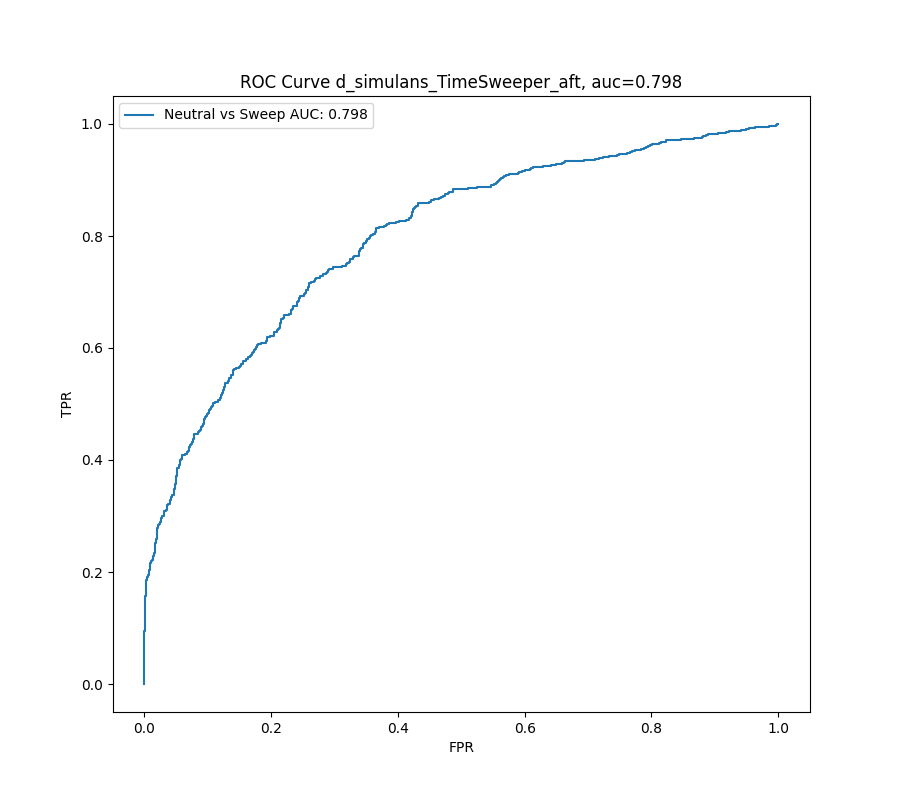 ROC Curve d_simulans_TimeSweeper_aft, auc=0.798
Neutral vs Sweep AUC: 0.798
1.0
0.8
0.6
0.4
0.2
0.0
TPR
0.0 0.2 0.4 0.6 0.8 1.0
FPR